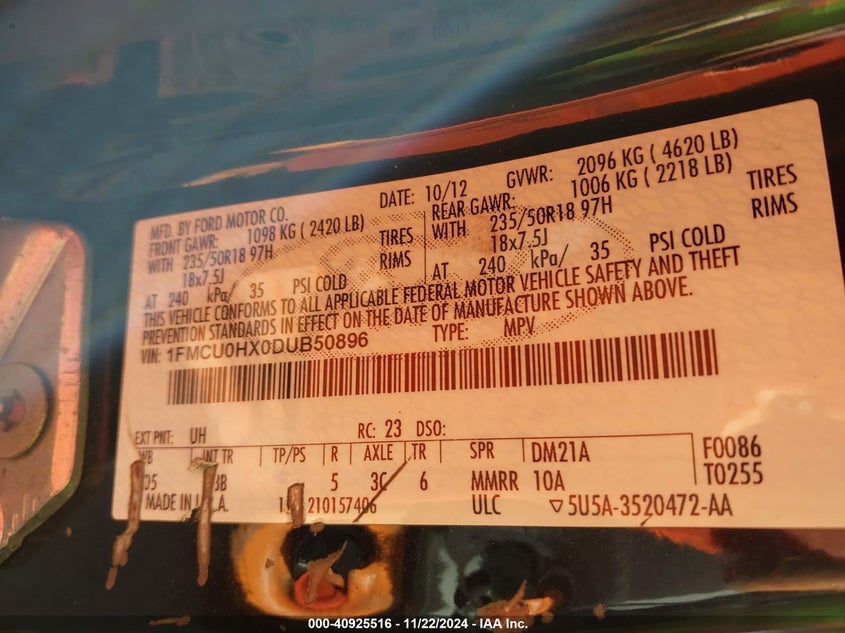 MFD. BY FORD MOTOR CO. DATE: 10/12 GVWR: 2096 KG ( 4620 LB)
FRONT GAWR: 1098 KG ( 2420 LB) REAR GAWR: 1006 KG ( 2218 LB)
WITH 235/50R18 97H TIRES WITH 235/50R18 97H TIRES
18x7.5J RIMS 18x7.5J RIMS
AT 240 kPa/ 35 PSI COLD AT 240 kPa/ 35 PSI COLD
THIS VEHICLE CONFORMS TO ALL APPLICABLE FEDERAL MOTOR VEHICLE SAFETY AND THEFT
PREVENTION STANDARDS IN EFFECT ON THE DATE OF MANUFACTURE SHOWN ABOVE.
VIN: 1FMCU0HX0DUB50896 TYPE: MPV
EXT PNT: UH RC: 23 DSO:
WB INT TR TP/PS R AXLE TR SPR DM21A F0086
5 3C 6 MMRR 10A T0255
MADE IN U.S.A. 210157406 ULC ▽5U5A-3520472-AA
000-40925516 - 11/22/2024 - IAA Inc.